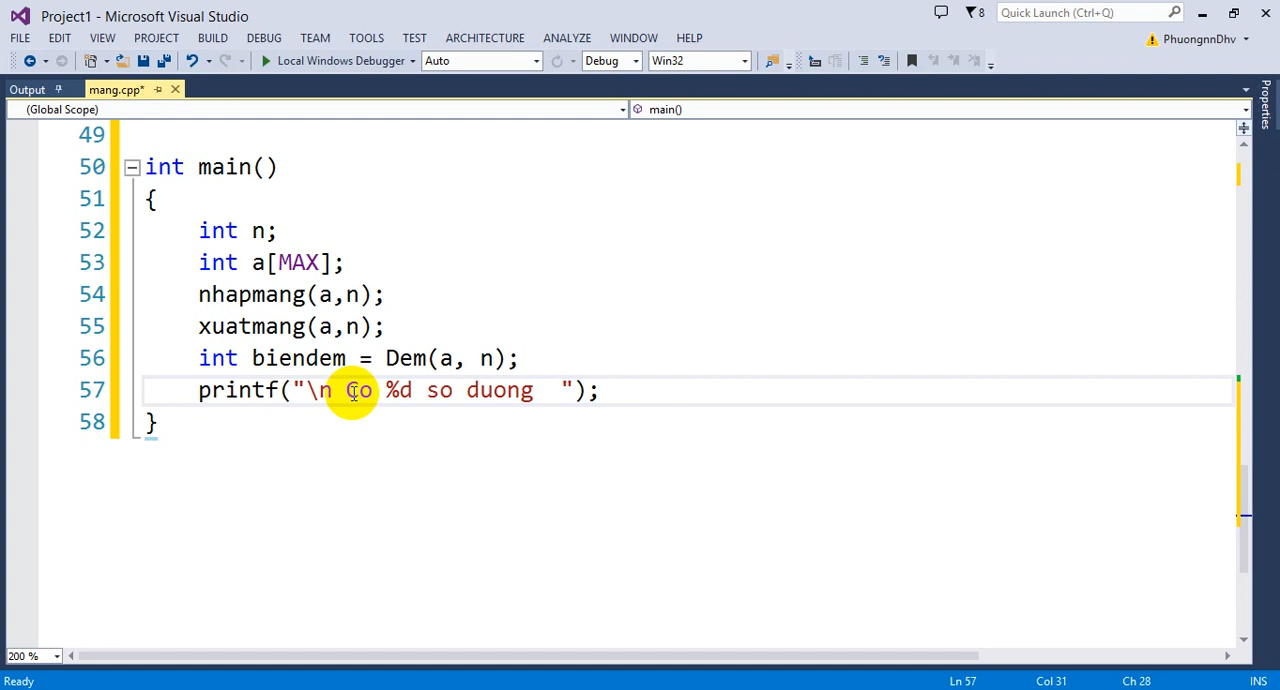 Project1 - Microsoft Visual Studio
8
Quick Launch (Ctrl+Q)
FILE EDIT VIEW PROJECT BUILD DEBUG TEAM TOOLS TEST ARCHITECTURE ANALYZE WINDOW HELP
PhuongnnDhv
Local Windows Debugger Auto Debug Win32
Output mang.cpp*
(Global Scope) main()
Properties
49
50 int main()
51 {
52 int n;
53 int a[MAX];
54 nhapmang(a,n);
55 xuatmang(a,n);
56 int biendem = Dem(a, n);
57 printf("\n Co %d so duong  ");
58 }
200 %
Ready Ln 57 Col 31 Ch 28 INS